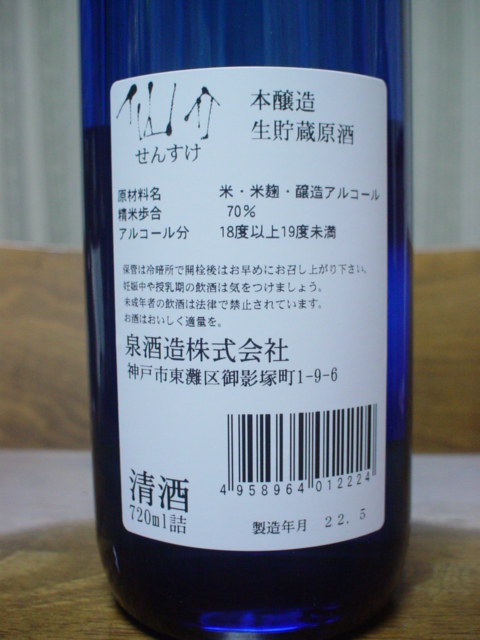 仙介
せんすけ
本醸造
生貯蔵原酒
原材料名 米・米麹・醸造アルコール
精米歩合 70%
アルコール分 18度以上19度未満
保管は冷暗所で開栓後はお早めにお召し上がり下さい。
妊娠中や授乳期の飲酒は気をつけましょう。
未成年者の飲酒は法律で禁止されています。
お酒はおいしく適量を。
泉酒造株式会社
神戸市東灘区御影塚町1-9-6
4958964012224
清酒
720ml詰
製造年月 22.5